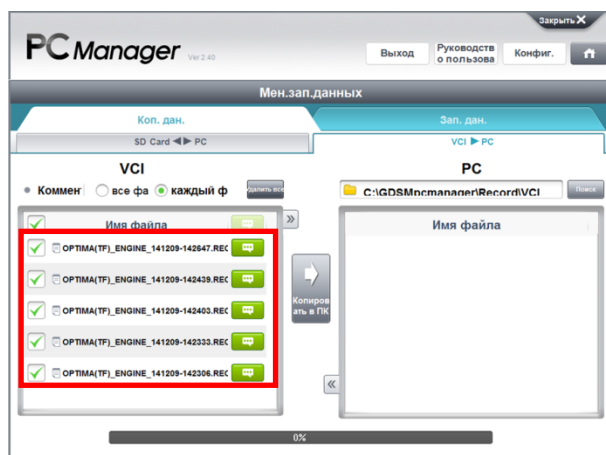 Закрыть X
PC Manager Ver 2.40
Выход
Руководств
о пользова
Конфиг.
Мен.зап.данных
Коп. дан.
Зап. дан.
SD Card ◀▶ PC
VCI ▶ PC
VCI
PC
Коммен
все фа
каждый ф
удалить все
C:\GDSMpcmanager\Record\VCI
Поиск
Имя файла
»
Имя файла
OPTIMA(TF)_ENGINE_141209-142647.REC
OPTIMA(TF)_ENGINE_141209-142439.REC
OPTIMA(TF)_ENGINE_141209-142403.REC
OPTIMA(TF)_ENGINE_141209-142333.REC
OPTIMA(TF)_ENGINE_141209-142306.REC
Копиров
ать в ПК
«
0%